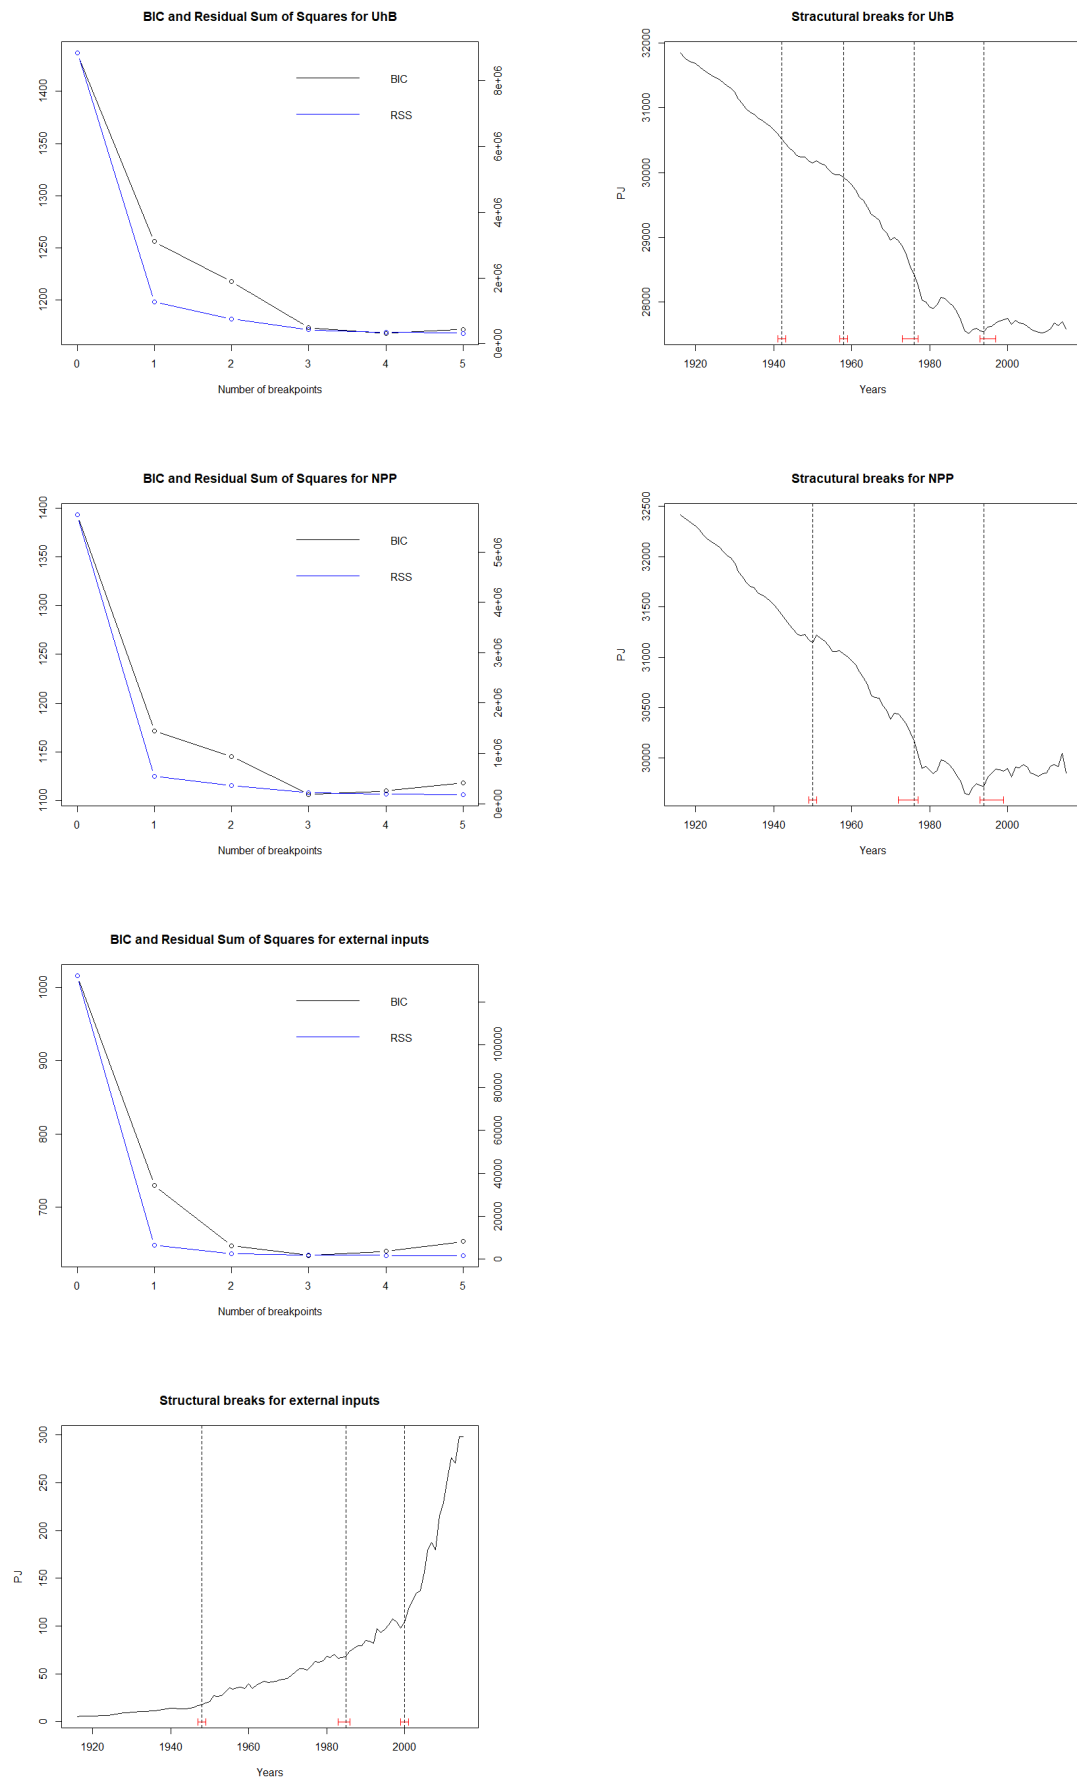 BIC and Residual Sum of Squares for UhB
1400
1350
1300
1250
1200
8e+06
6e+06
4e+06
2e+06
0e+00
BIC
RSS
0 1 2 3 4 5
Number of breakpoints
Stracutural breaks for UhB
32000
31000
30000
29000
28000
PJ
1920 1940 1960 1980 2000
Years
BIC and Residual Sum of Squares for NPP
1400
1350
1300
1250
1200
1150
1100
5e+06
4e+06
3e+06
2e+06
1e+06
0e+00
BIC
RSS
0 1 2 3 4 5
Number of breakpoints
Stracutural breaks for NPP
32500
32000
31500
31000
30500
30000
PJ
1920 1940 1960 1980 2000
Years
BIC and Residual Sum of Squares for external inputs
1000
900
800
700
100000
80000
60000
40000
20000
0
BIC
RSS
0 1 2 3 4 5
Number of breakpoints
Structural breaks for external inputs
300
250
200
150
100
50
0
PJ
1920 1940 1960 1980 2000
Years